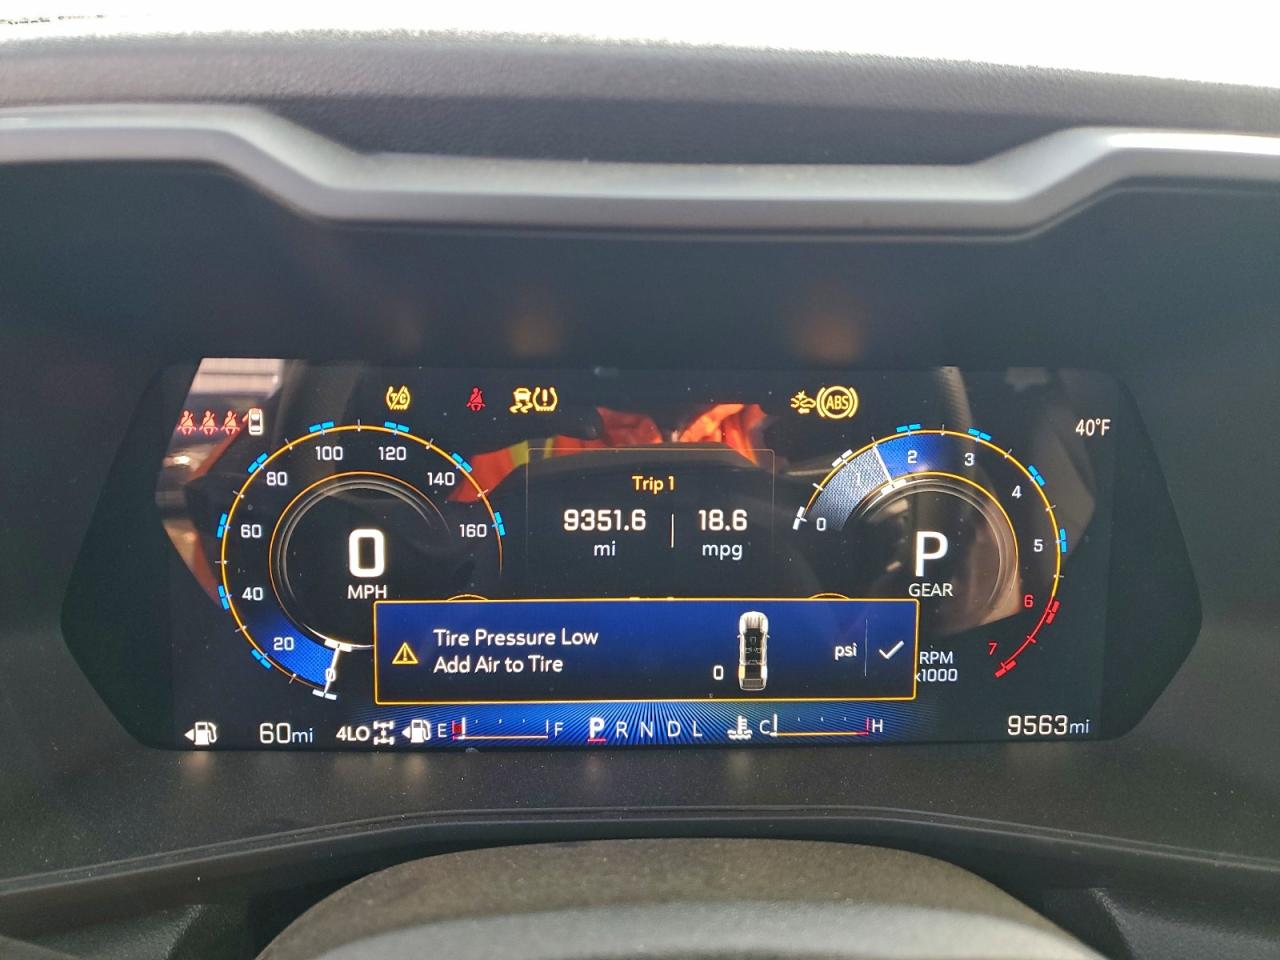 TC
ABS
40°F
100
120
80
140
60
160
40
20
0
0
MPH
Trip 1
9351.6
18.6
mi
mpg
2
3
1
4
0
5
6
7
P
GEAR
RPM
x1000
Tire Pressure Low
Add Air to Tire
0
psi
60mi
4LO
E
F
P R N D L
C
H
9563mi